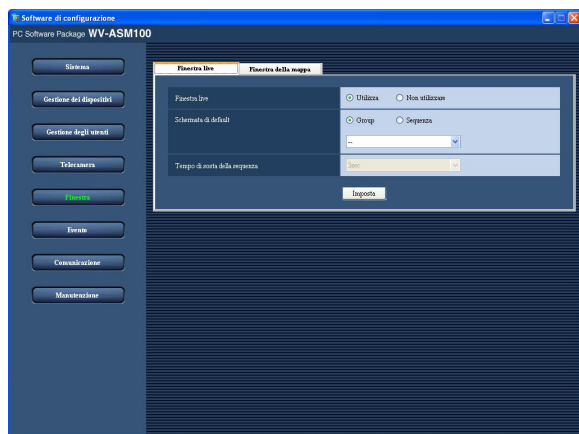 Software di configurazione
PC Software Package WV-ASM100
Sistema
Gestione dei dispositivi
Gestione degli utenti
Telecamera
Finestra
Evento
Comunicazione
Manutenzione
Finestra live Finestra della mappa
Finestra live Utilizza Non utilizzare
Schermata di default Group Sequenza
--
Tempo di sosta della sequenza 3sec
Imposta